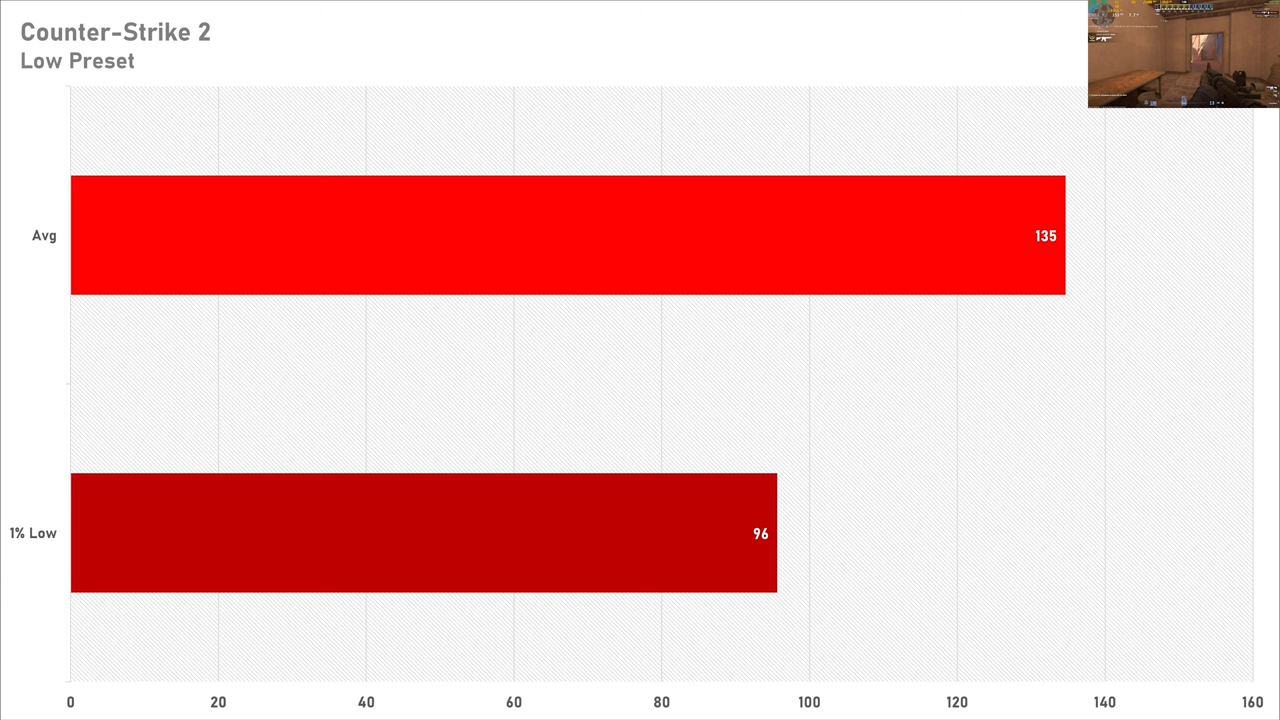 Counter-Strike 2
Low Preset
Avg
135
1% Low
96
0 20 40 60 80 100 120 140 160